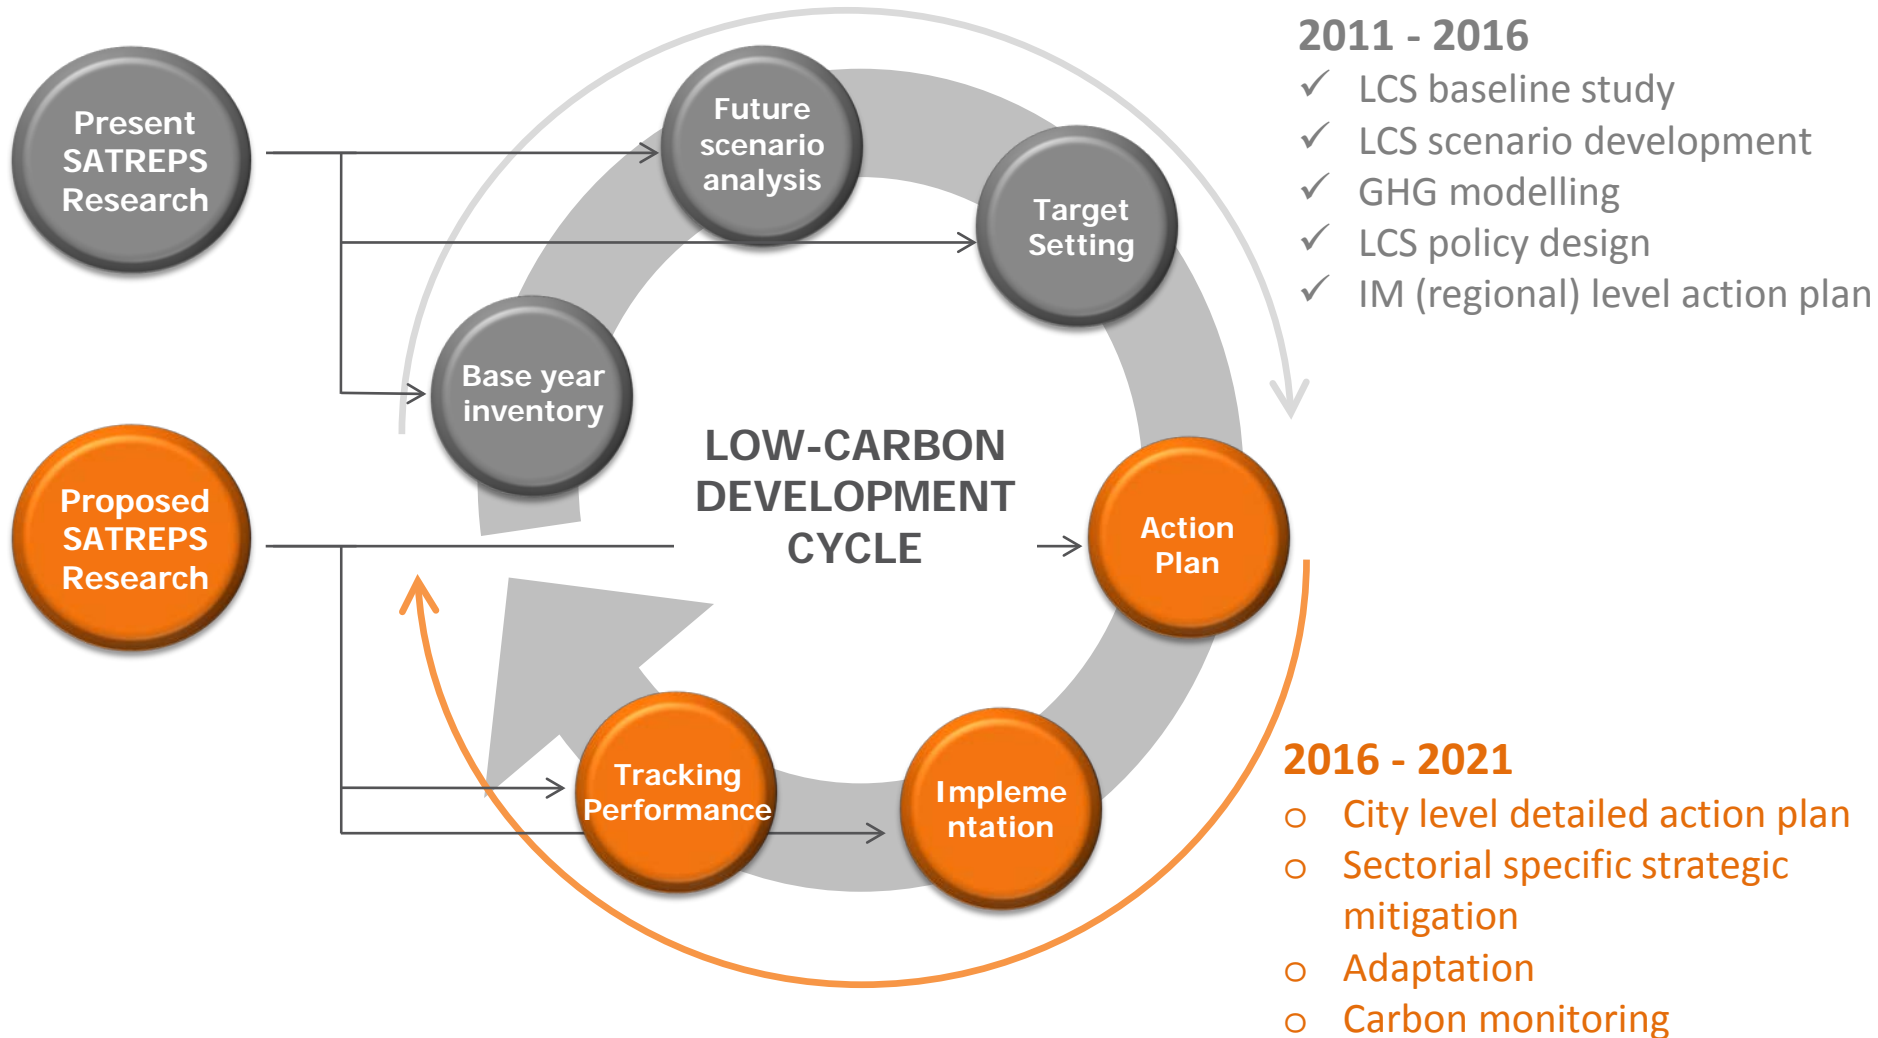 Present
SATREPS
Research
Future
scenario
analysis
Target
Setting
Base year
inventory
2011 - 2016
✓ LCS baseline study
✓ LCS scenario development
✓ GHG modelling
✓ LCS policy design
✓ IM (regional) level action plan
LOW-CARBON
DEVELOPMENT
CYCLE
Proposed
SATREPS
Research
Action
Plan
Tracking
Performance
Impleme
ntation
2016 - 2021
o City level detailed action plan
o Sectorial specific strategic
mitigation
o Adaptation
o Carbon monitoring